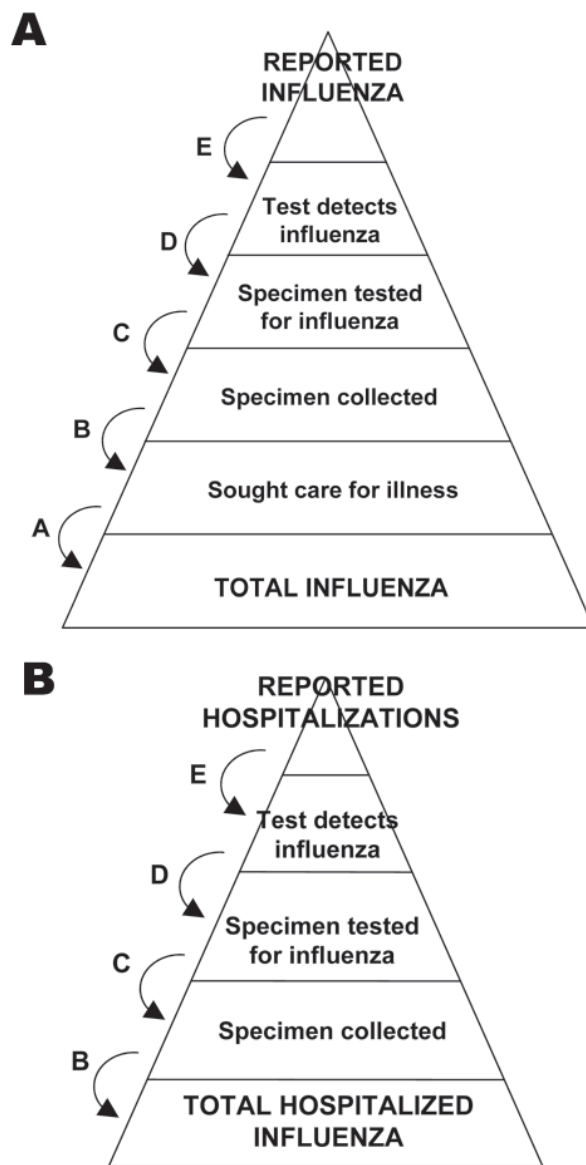 A
REPORTED
INFLUENZA
E
Test detects
influenza
D
Specimen tested
for influenza
C
Specimen collected
B
Sought care for illness
A
TOTAL INFLUENZA
B
REPORTED
HOSPITALIZATIONS
E
Test detects
influenza
D
Specimen tested
for influenza
C
Specimen collected
B
TOTAL HOSPITALIZED
INFLUENZA